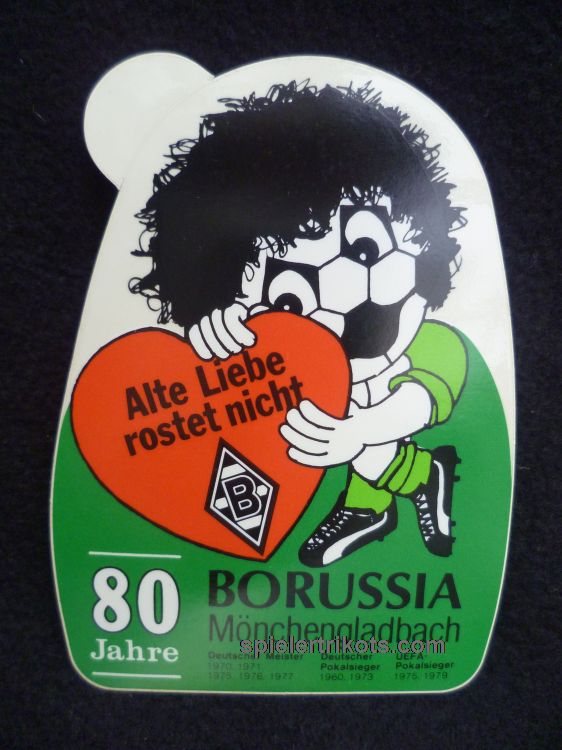 Alte Liebe
rostet nicht
B
80
Jahre
BORUSSIA
Mönchengladbach
spielertrikots.com
Deutscher Meister
1970, 1971
1975, 1976, 1977
Deutscher
Pokalsieger
1960, 1973
UEFA-
Pokalsieger
1975, 1979